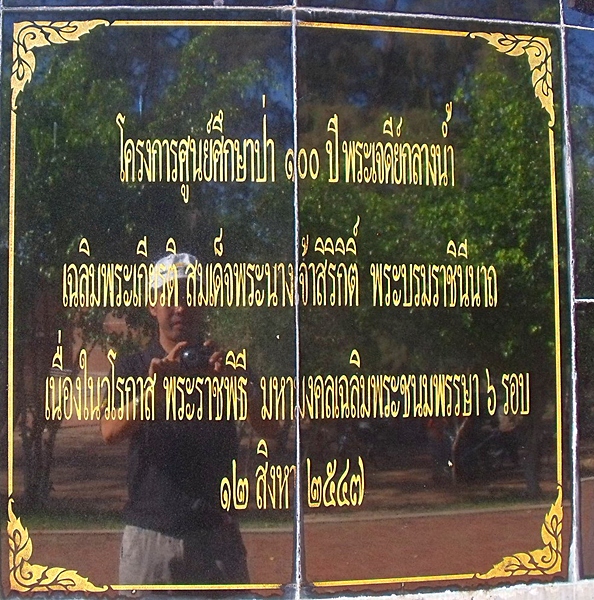 โครงการศูนย์ศึกษาป่า ๑๐๐ ปี พระเจดีย์กลางน้ำ
เฉลิมพระเกียรติ สมเด็จพระนางเจ้าสิริกิติ์ พระบรมราชินีนาถ
เนื่องในวโรกาส พระราชพิธี มหามงคลเฉลิมพระชนมพรรษา ๖ รอบ
๑๒ สิงหา ๒๕๔๗